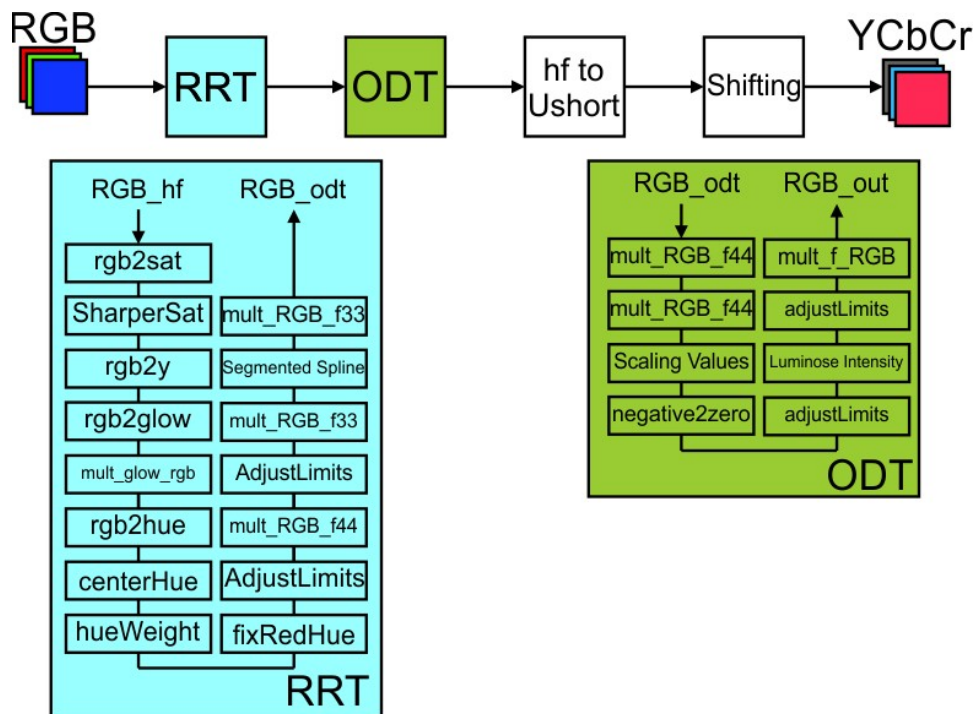 RGB
RRT
ODT
hf to
Ushort
Shifting
YCbCr
RGB_hf
rgb2sat
SharperSat
rgb2y
rgb2glow
mult_glow_rgb
rgb2hue
centerHue
hueWeight
RGB_odt
mult_RGB_f33
Segmented Spline
mult_RGB_f33
AdjustLimits
mult_RGB_f44
AdjustLimits
fixRedHue
RRT
RGB_odt
mult_RGB_f44
mult_RGB_f44
Scaling Values
negative2zero
RGB_out
mult_f_RGB
adjustLimits
Luminose Intensity
adjustLimits
ODT